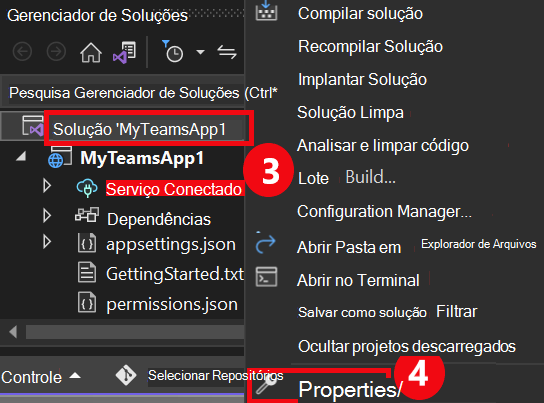 Gerenciador de Soluções
Pesquisa Gerenciador de Soluções (Ctrl*
Solução 'MyTeamsApp1
MyTeamsApp1
Serviço Conectado
Dependências
appsettings.json
GettingStarted.txt
permissions.json
Controle
Selecionar Repositórios
Compilar solução
Recompilar Solução
Implantar Solução
Solução Limpa
Analisar e limpar código
3
Lote Build...
Configuration Manager...
Abrir Pasta em Explorador de Arquivos
Abrir no Terminal
Salvar como solução Filtrar
Ocultar projetos descarregados
4
Properties/